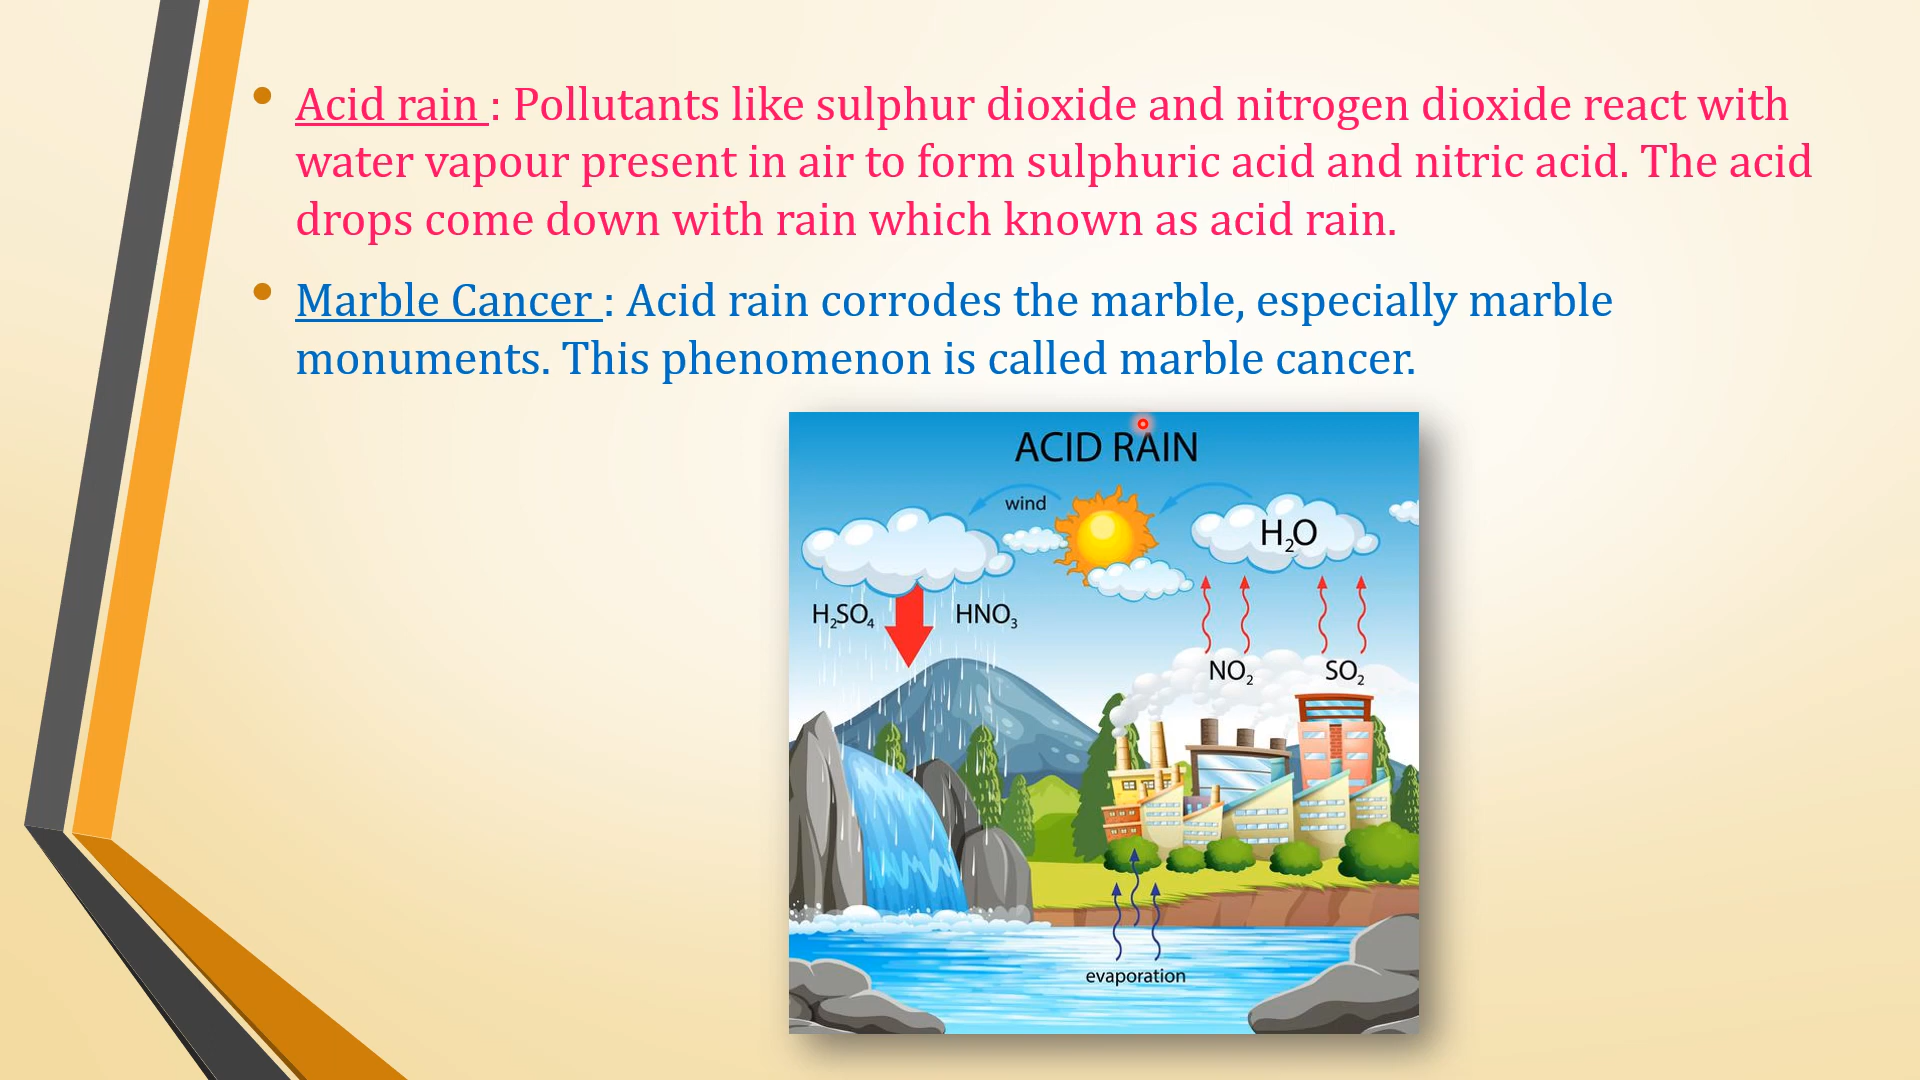 • Acid rain : Pollutants like sulphur dioxide and nitrogen dioxide react with
water vapour present in air to form sulphuric acid and nitric acid. The acid
drops come down with rain which known as acid rain.
• Marble Cancer : Acid rain corrodes the marble, especially marble
monuments. This phenomenon is called marble cancer.
ACID RAIN
wind
H₂O
H₂SO₄ HNO₃
NO₂ SO₂
evaporation